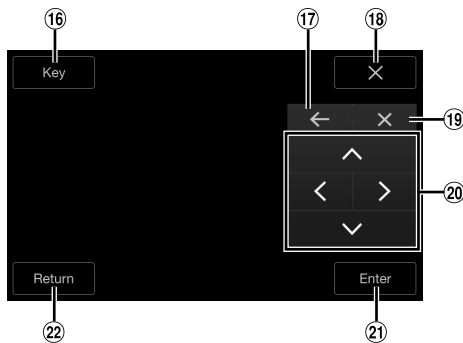 ⑯ ⑰ ⑱
Key
⑲
⑳
Return Enter
㉒ ㉑